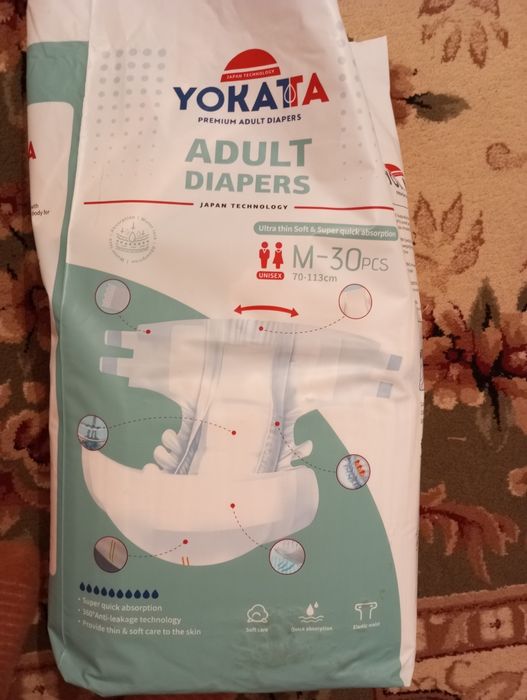 JAPAN TECHNOLOGY
YOKATTA
PREMIUM ADULT DIAPERS
ADULT
DIAPERS
JAPAN TECHNOLOGY
Ultra thin Soft & Super quick absorption
M-30PCS
70-113cm
UNISEX
• Super quick absorption
• 360°Anti-leakage technology
• Provide thin & soft care to the skin
Soft care
Quick absorption
Elastic waist